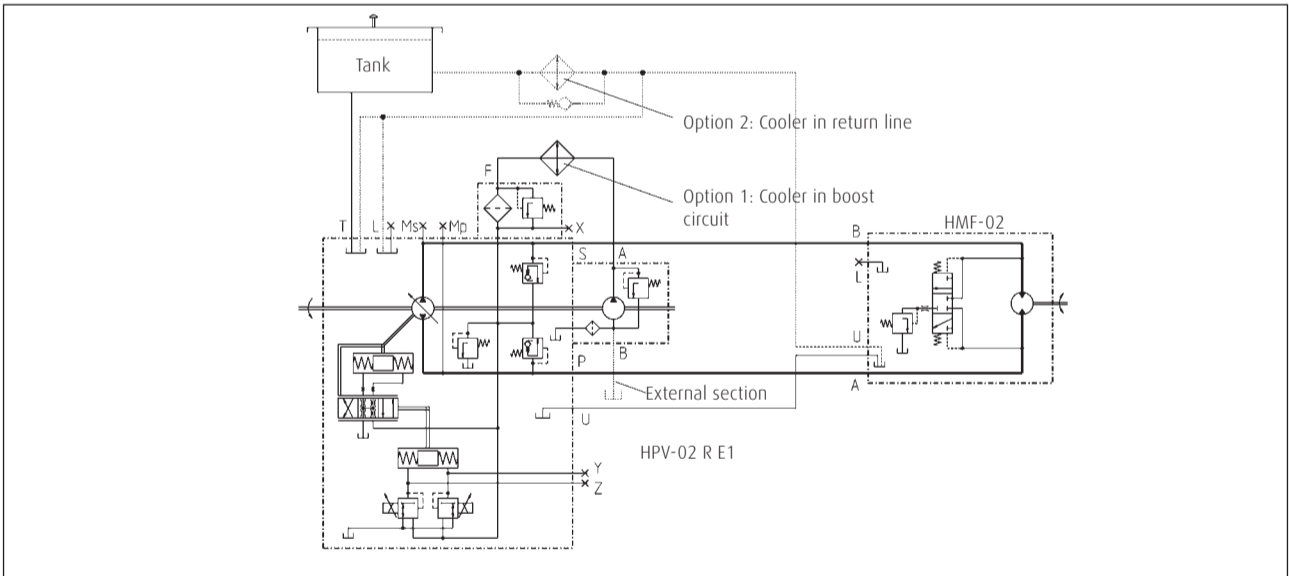 Tank
Option 2: Cooler in return line
F
Option 1: Cooler in boost
circuit
T
L
Ms
Mp
X
B
HMF-02
S
A
L
U
P
B
A
External section
U
HPV-02 R E1
Y
Z